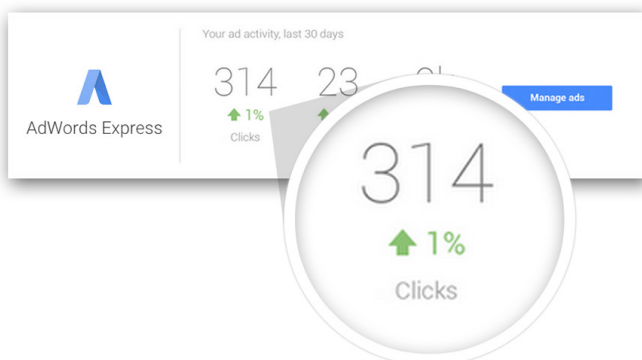 Your ad activity, last 30 days
314 23
1%
Clicks
AdWords Express
Manage ads
314
1%
Clicks